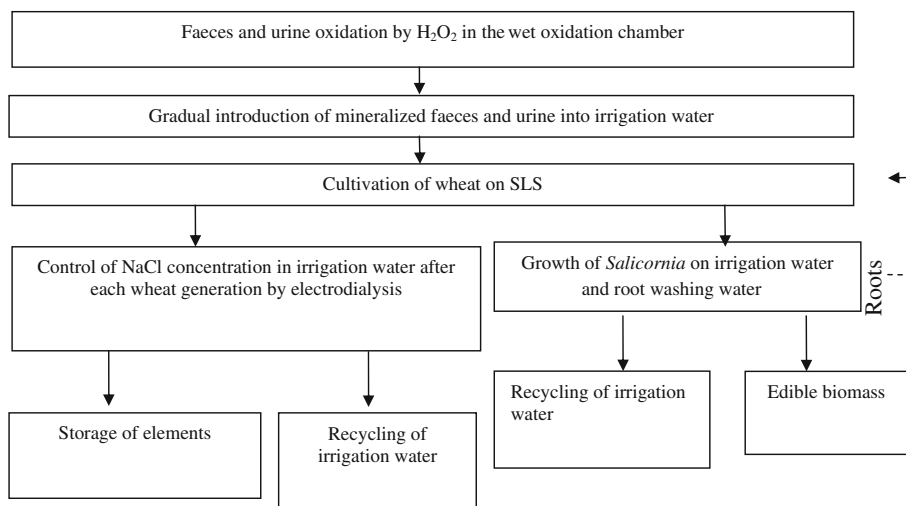 Faeces and urine oxidation by H₂O₂ in the wet oxidation chamber
Gradual introduction of mineralized faeces and urine into irrigation water
Cultivation of wheat on SLS
Control of NaCl concentration in irrigation water after
each wheat generation by electrodialysis
Growth of Salicornia on irrigation water
and root washing water
Roots
Storage of elements
Recycling of
irrigation water
Recycling of irrigation
water
Edible biomass